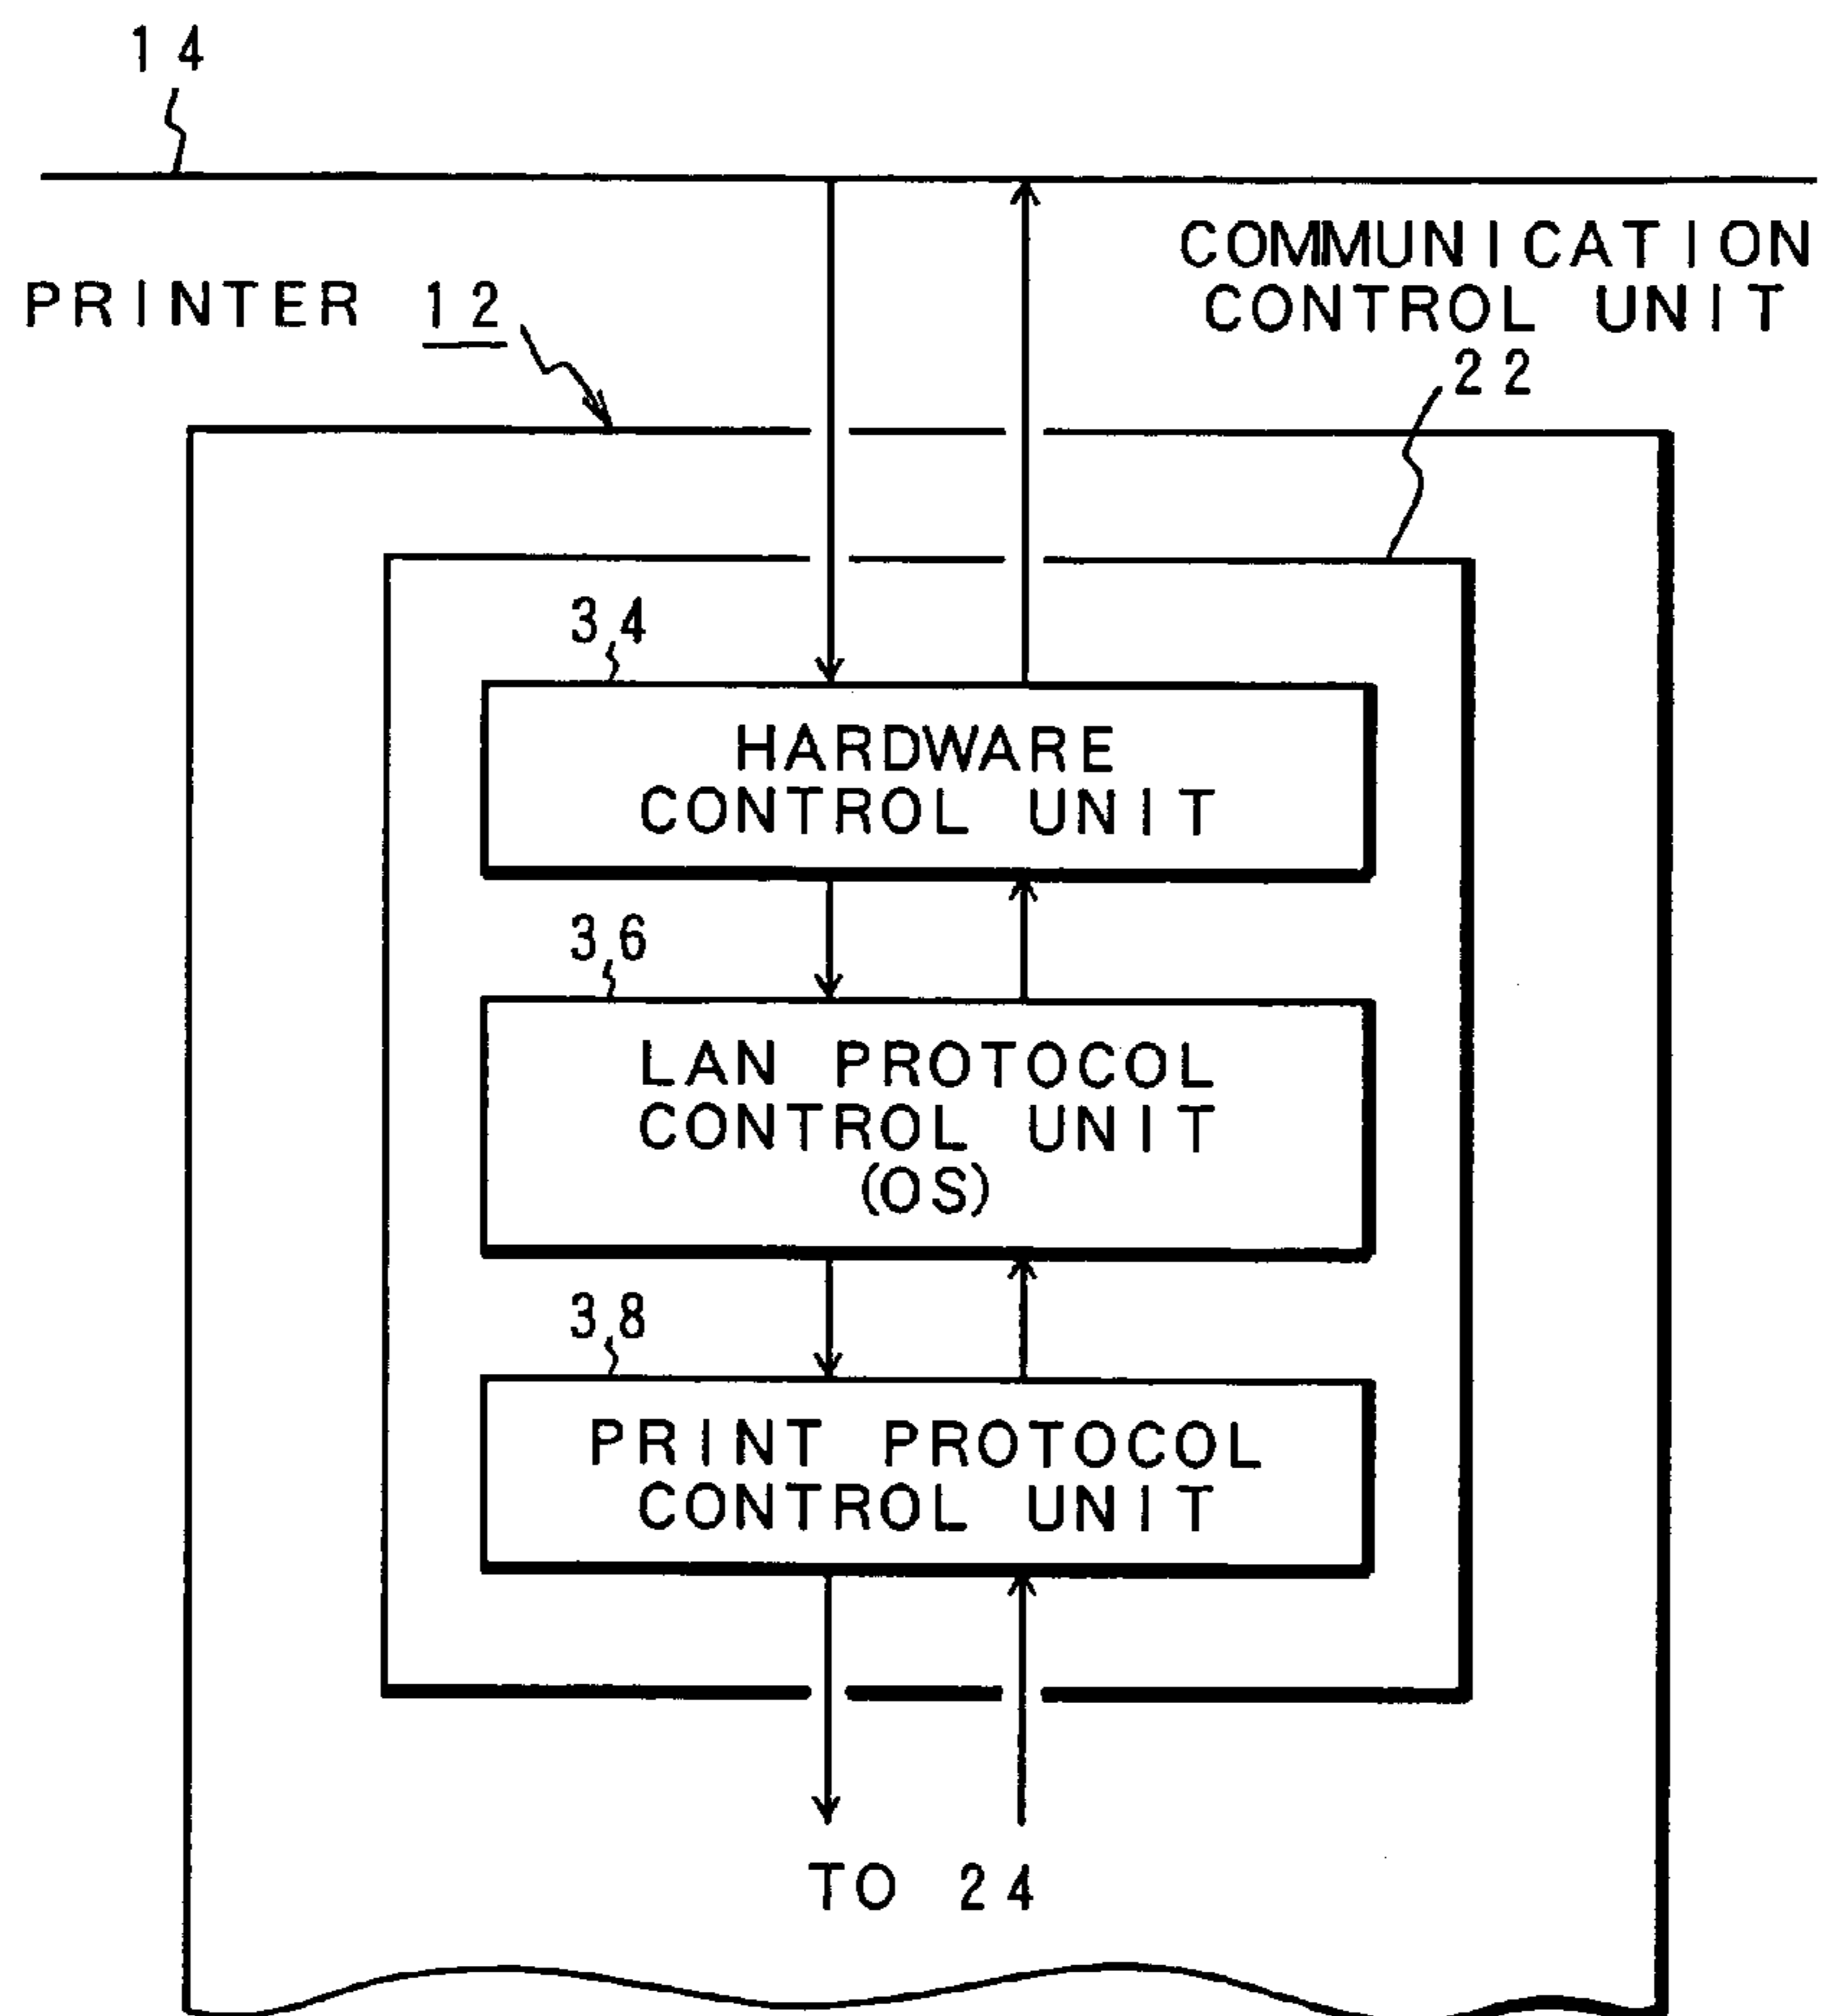 14
COMMUNICATION
CONTROL UNIT
22
PRINTER 12
34
HARDWARE
CONTROL UNIT
36
LAN PROTOCOL
CONTROL UNIT
(OS)
38
PRINT PROTOCOL
CONTROL UNIT
TO 24